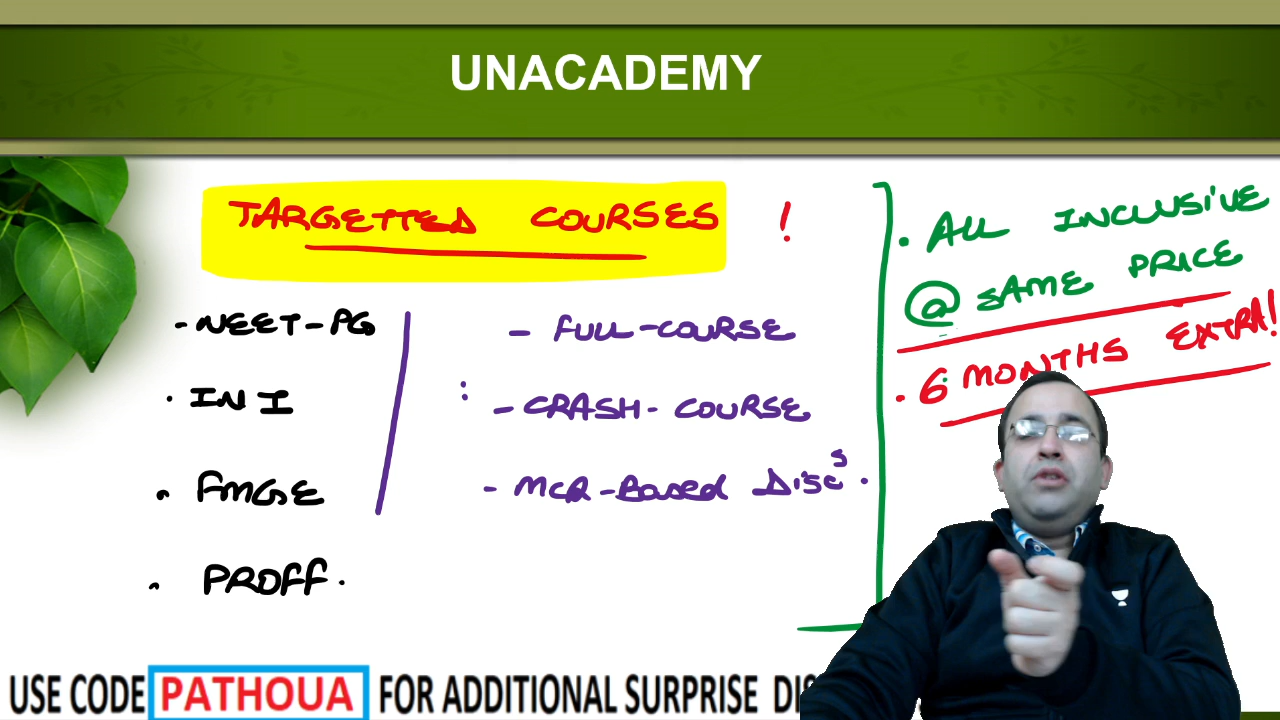 UNACADEMY
TARGETTED COURSES !
- NEET-PG
. INI
. FMGE
. PROFF.
- FULL-COURSE
: - CRASH-COURSE
- MCQ-Based Discs.
. ALL INCLUSIVE
@ SAME PRICE
. 6 MONTHS EXTRA!
USE CODE PATHOUA FOR ADDITIONAL SURPRISE